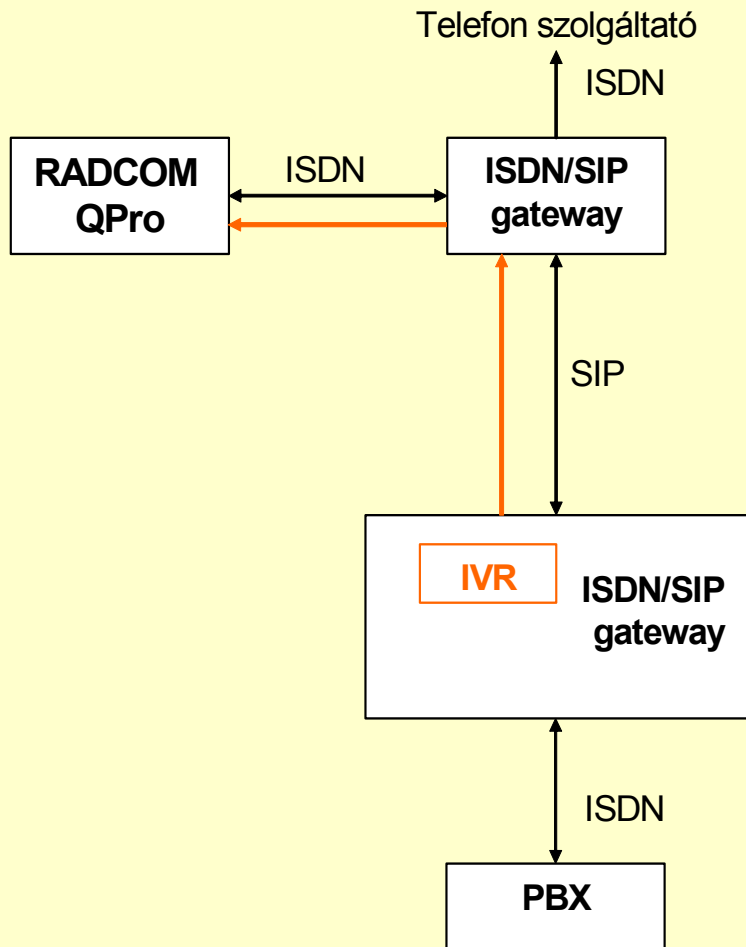 Telefon szolgáltató
ISDN
RADCOM
QPro
ISDN
ISDN/SIP
gateway
SIP
IVR
ISDN/SIP
gateway
ISDN
PBX